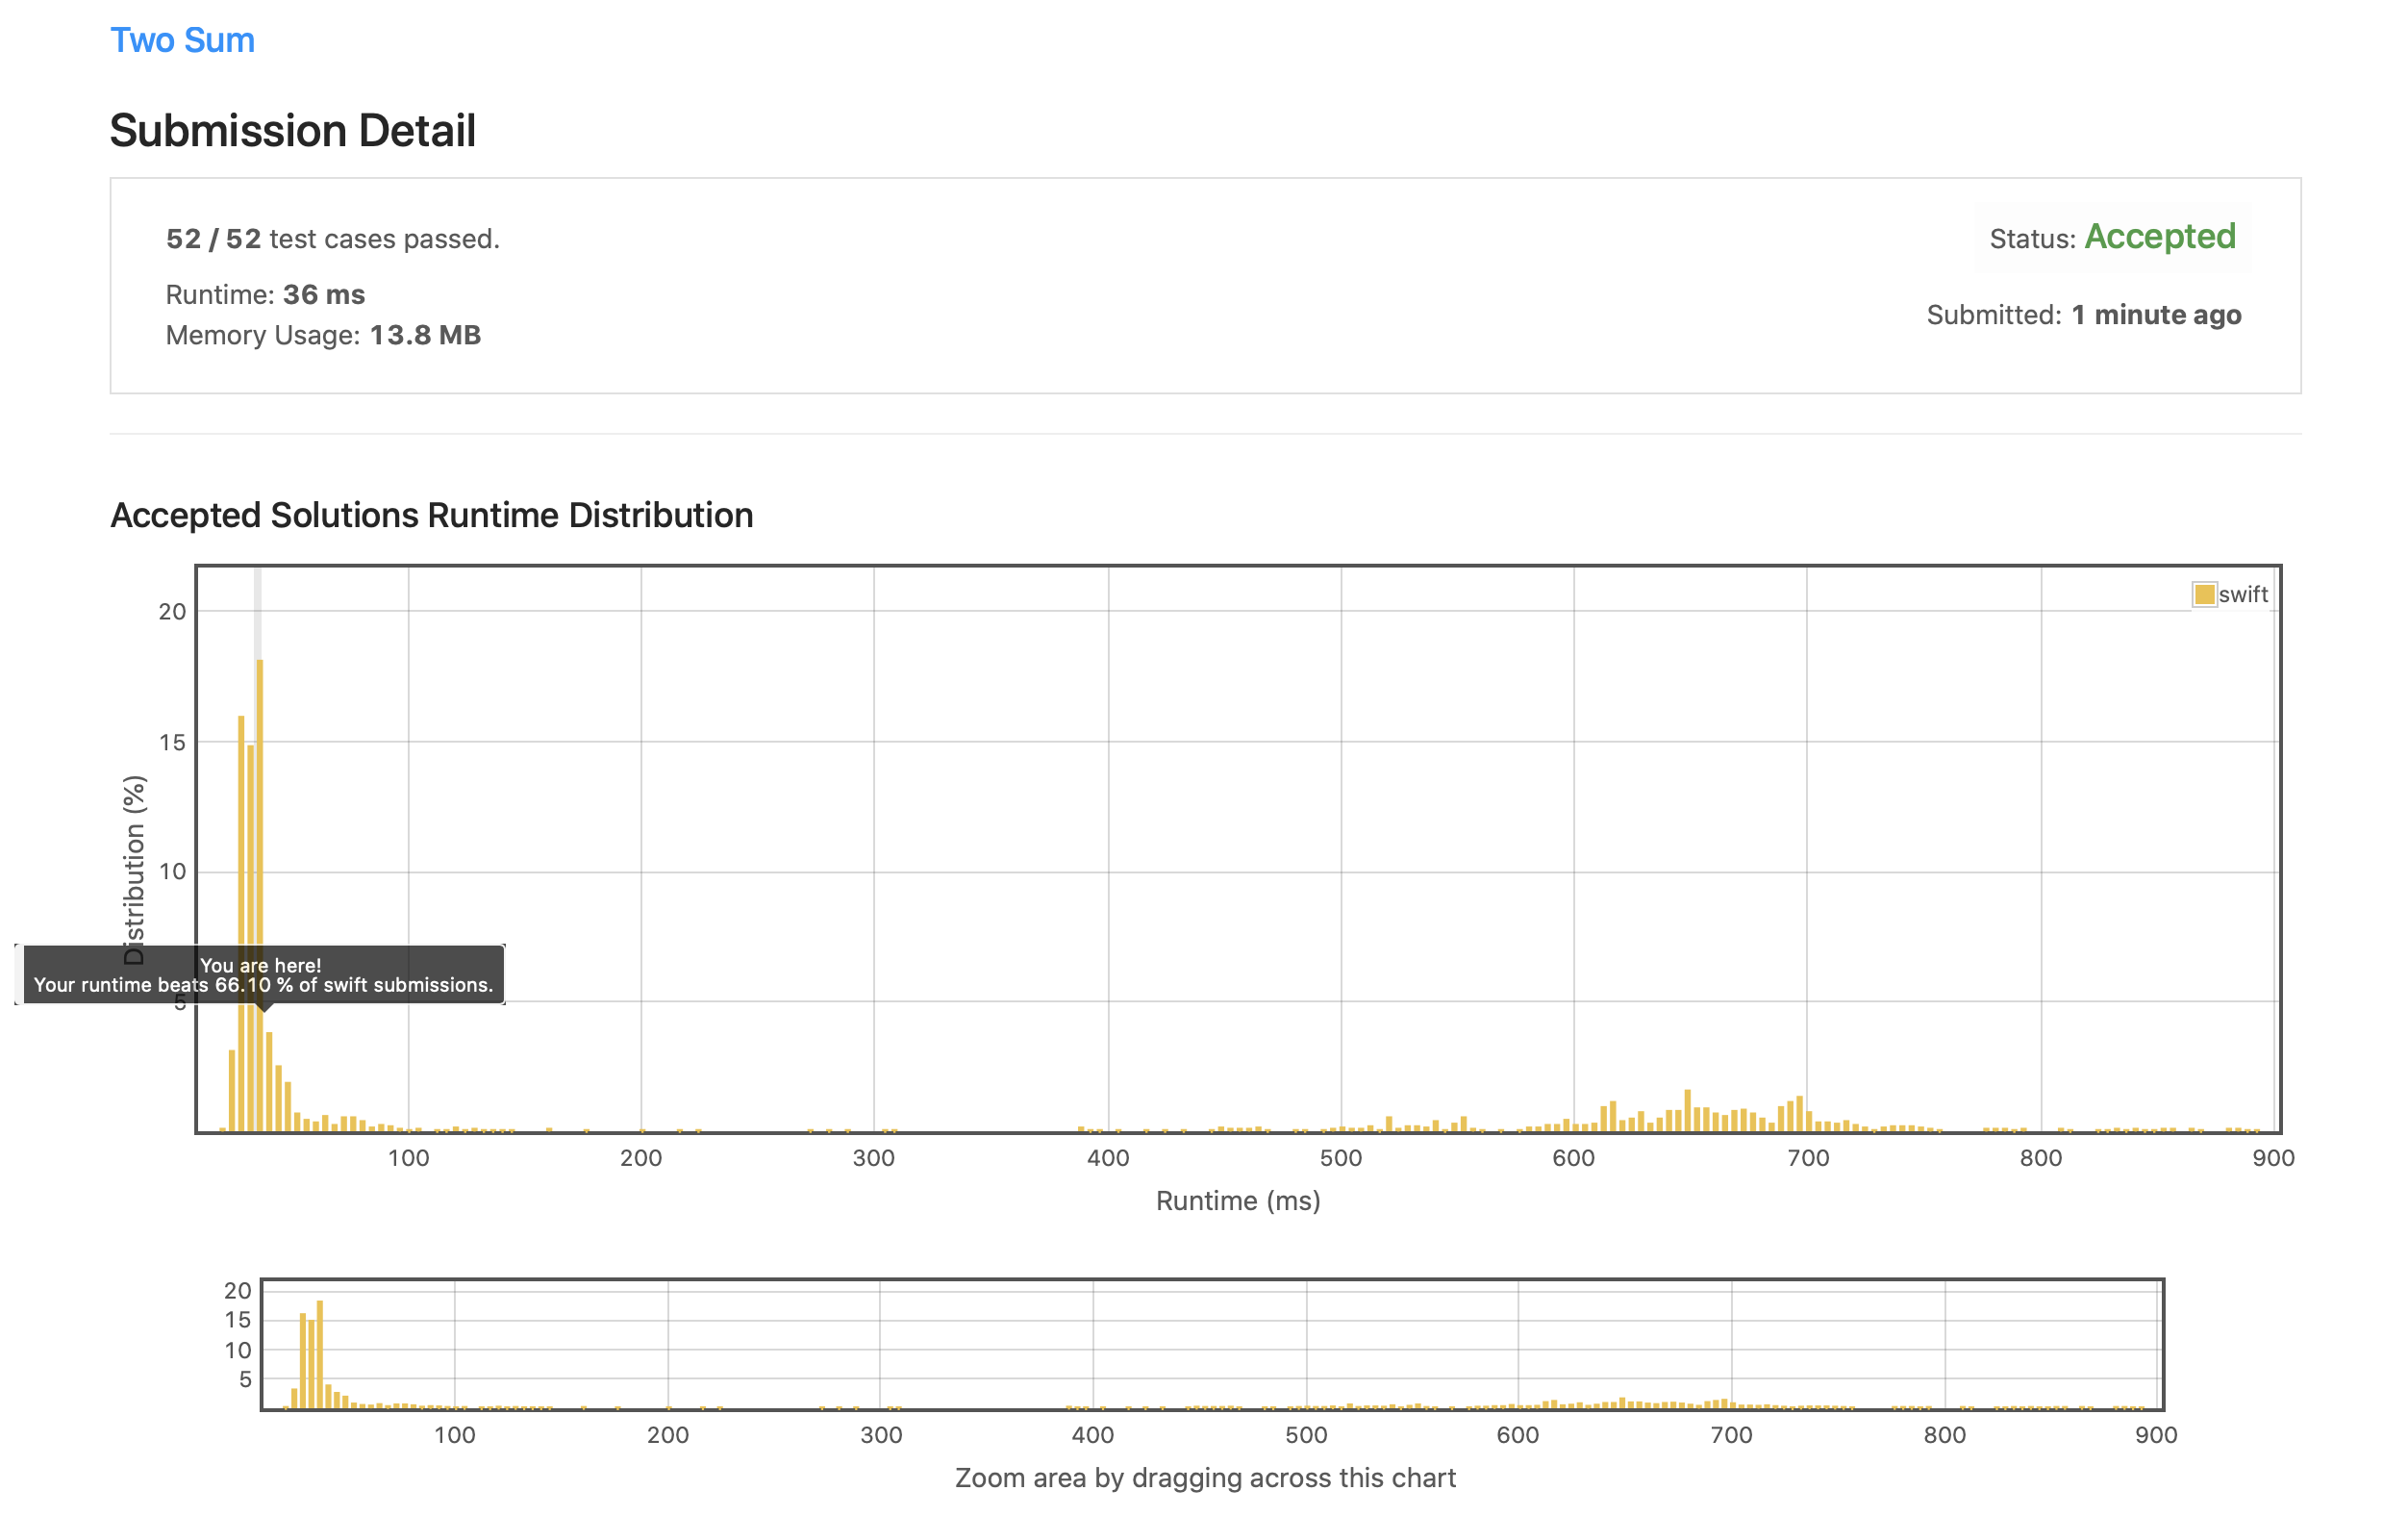 Two Sum
Submission Detail
52 / 52 test cases passed.
Status: Accepted
Runtime: 36 ms
Submitted: 1 minute ago
Memory Usage: 13.8 MB
Accepted Solutions Runtime Distribution
swift
20
15
10
5
Distribution (%)
You are here!
Your runtime beats 66.10 % of swift submissions.
100 200 300 400 500 600 700 800 900
Runtime (ms)
20
15
10
5
100 200 300 400 500 600 700 800 900
Zoom area by dragging across this chart